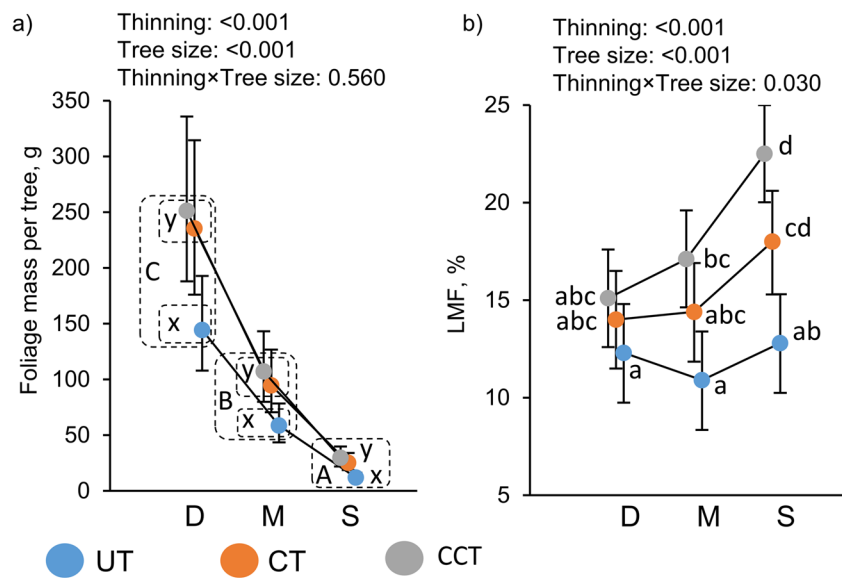 a)
Thinning: <0.001
Tree size: <0.001
Thinning×Tree size: 0.560
Foliage mass per tree, g
350
300
250
200
150
100
50
0
y
C
x
y
B
x
y
A
x
D M S
b)
Thinning: <0.001
Tree size: <0.001
Thinning×Tree size: 0.030
LMF, %
25
20
15
10
5
d
cd
bc
abc
abc
abc
ab
a
a
D M S
UT CT CCT